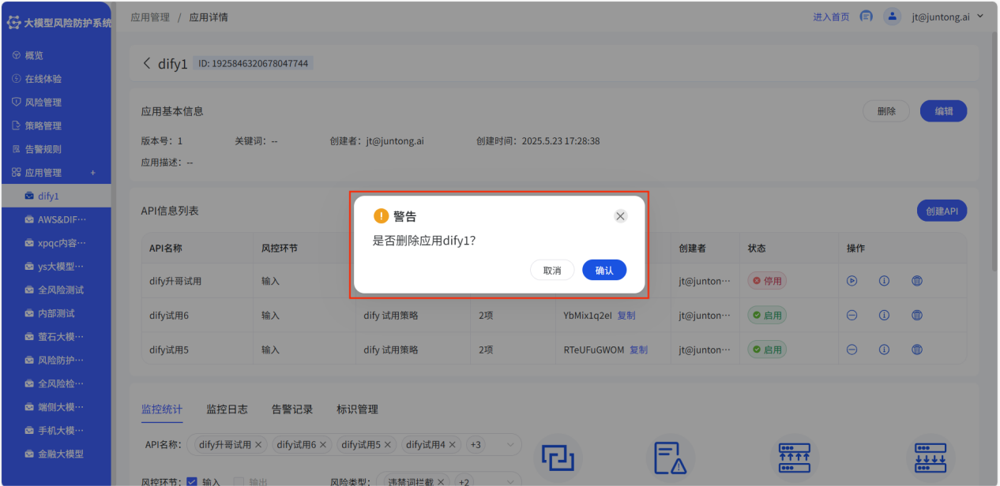 大模型风险防护系统
应用管理 / 应用详情
进入首页
jt@juntong.ai
概览
在线体验
风险管理
策略管理
告警规则
应用管理 +
dify1
AWS&DIF···
xpqc内容···
ys大模型···
全风险测试
内部测试
萤石大模···
风险防护···
全风险检···
端侧大模···
手机大模···
金融大模型
dify1 ID: 1925846320678047744
应用基本信息
删除 编辑
版本号: 1 关键词: -- 创建者: jt@juntong.ai 创建时间: 2025.5.23 17:28:38
应用描述: --
API信息列表
创建API
警告
是否删除应用dify1?
取消 确认
API名称 风控环节 创建者 状态 操作
dify升哥试用 输入 jt@junton··· 停用
dify试用6 输入 dify 试用策略 2项 YbMix1q2eI 复制 jt@junton··· 启用
dify试用5 输入 dify 试用策略 2项 RTeUFuGWOM 复制 jt@junton··· 启用
监控统计 监控日志 告警记录 标识管理
API名称: dify升哥试用 × dify试用6 × dify试用5 × dify试用4 × +3
风控环节: 输入 输出 风险类型: 违禁词拦截 × +2